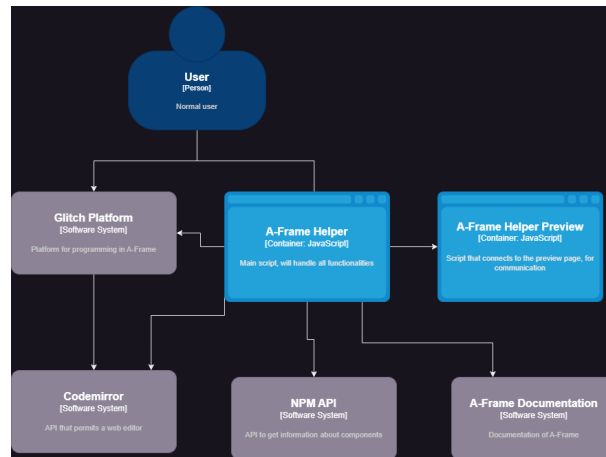 User
[Person]
Normal user
Glitch Platform
[Software System]
Platform for programming in A-Frame
A-Frame Helper
[Container: JavaScript]
Main script, will handle all functionalities
A-Frame Helper Preview
[Container: JavaScript]
Script that connects to the preview page, for
communication
Codemirror
[Software System]
API that permits a web editor
NPM API
[Software System]
API to get information about components
A-Frame Documentation
[Software System]
Documentation of A-Frame